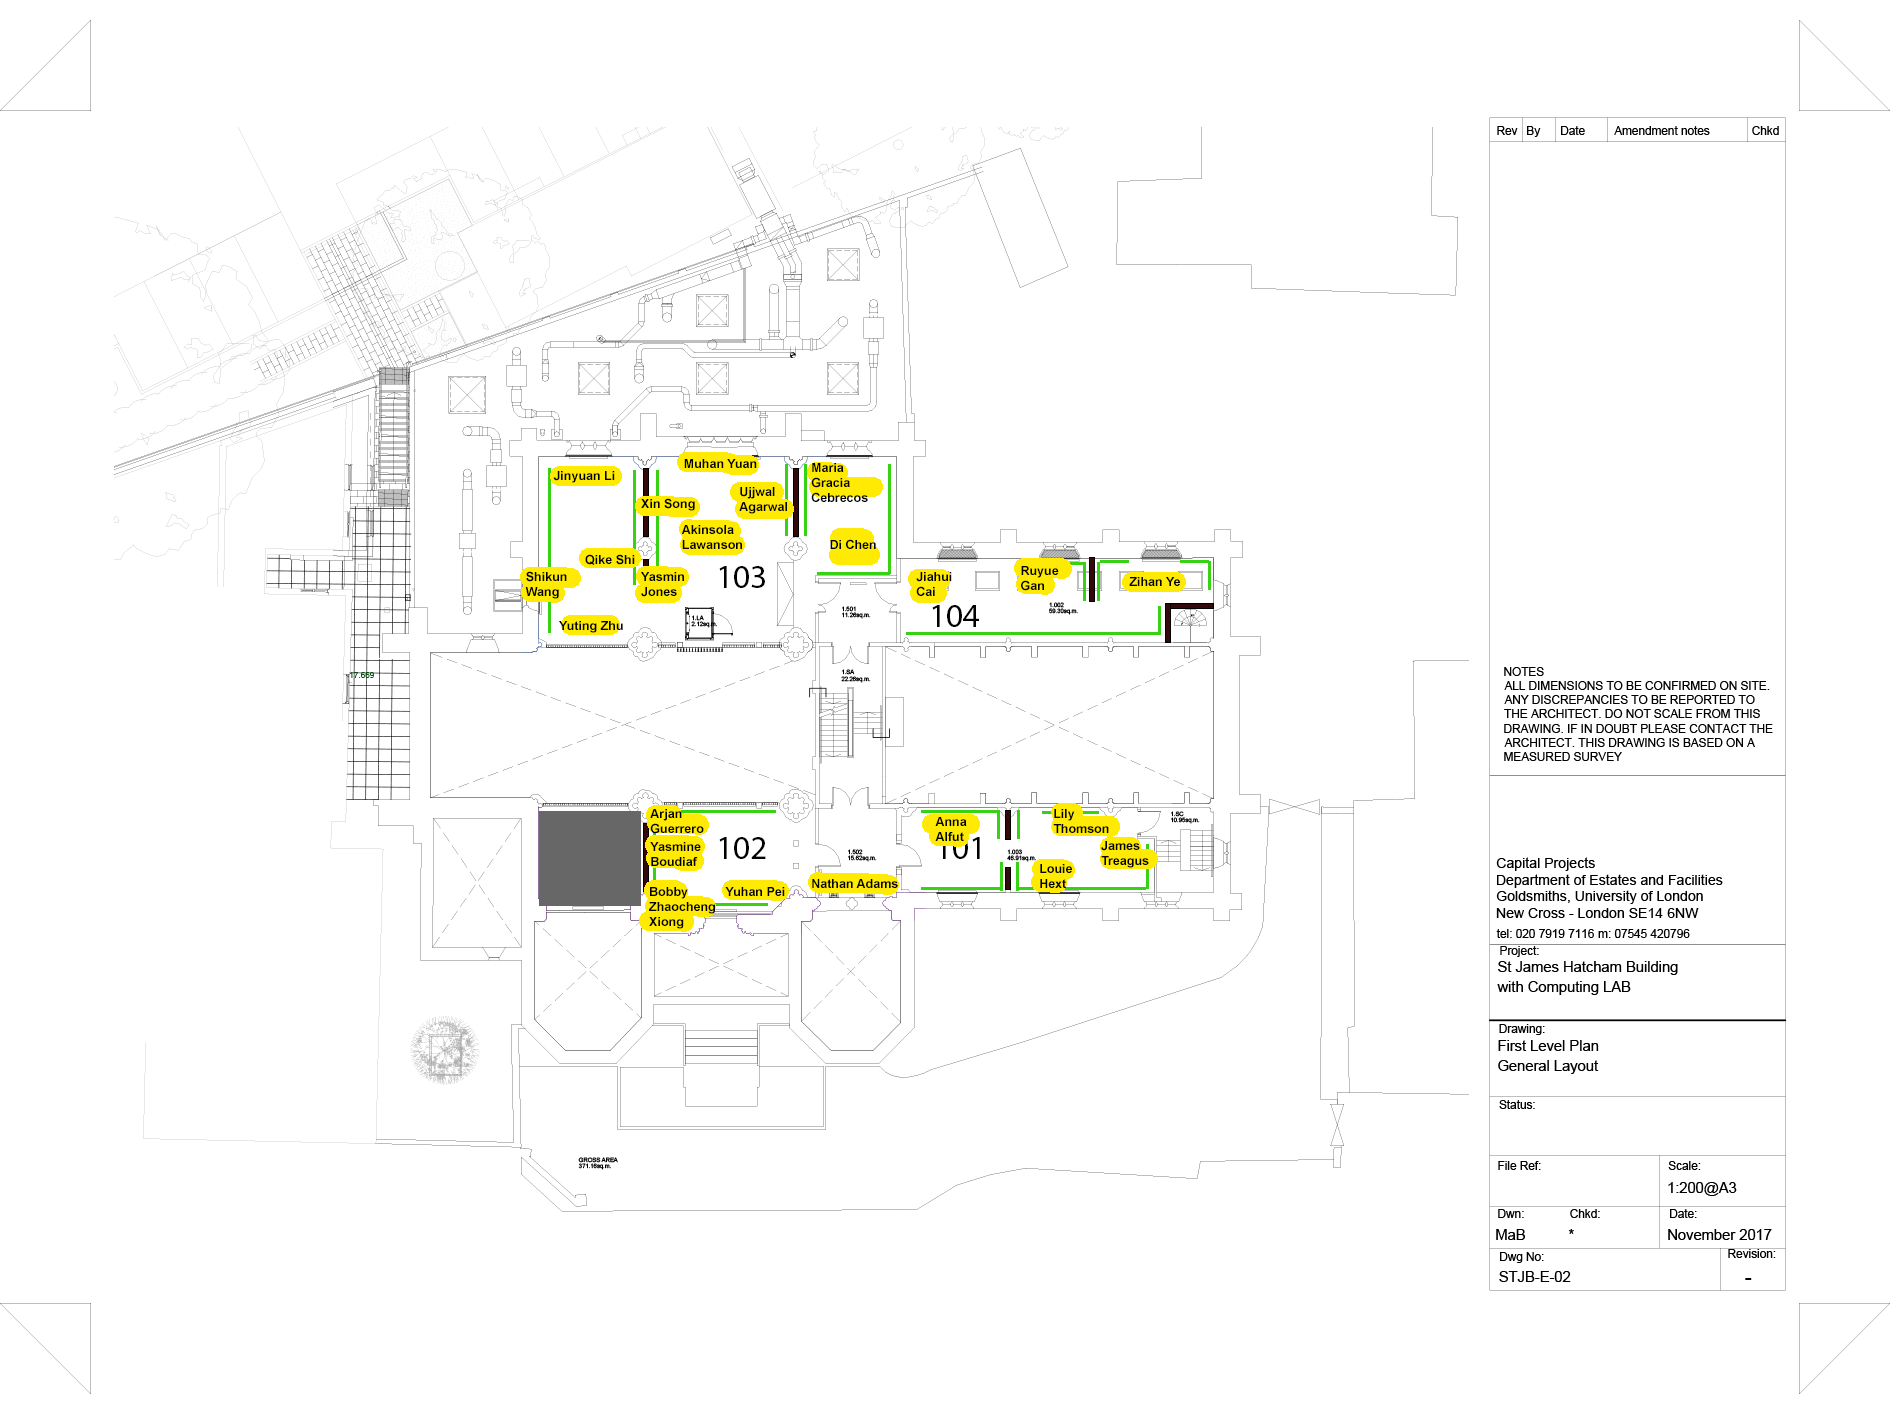 Rev By Date Amendment notes Chkd
Jinyuan Li
Muhan Yuan
Maria
Gracia
Cebrecos
Xin Song
Ujjwal
Agarwal
Akinsola
Lawanson
Di Chen
Qike Shi
Shikun
Wang
Yasmin
Jones
103
Yuting Zhu
1.LA
2.12sq.m.
1.501
11.26sq.m.
Jiahui
Cai
104
Ruyue
Gan
Zihan Ye
1.002
59.30sq.m.
17.669
1.SA
22.26sq.m.
Arjan
Guerrero
Yasmine
Boudiaf
102
Bobby
Zhaocheng
Xiong
Yuhan Pei
Nathan Adams
1.502
15.62sq.m.
Anna
Alfut
101
1.003
46.91sq.m.
Lily
Thomson
James
Treagus
Louie
Hext
1.SC
10.95sq.m.
GROSS AREA
371.16sq.m.
NOTES
ALL DIMENSIONS TO BE CONFIRMED ON SITE.
ANY DISCREPANCIES TO BE REPORTED TO
THE ARCHITECT. DO NOT SCALE FROM THIS
DRAWING. IF IN DOUBT PLEASE CONTACT THE
ARCHITECT. THIS DRAWING IS BASED ON A
MEASURED SURVEY
Capital Projects
Department of Estates and Facilities
Goldsmiths, University of London
New Cross - London SE14 6NW
tel: 020 7919 7116 m: 07545 420796
Project:
St James Hatcham Building
with Computing LAB
Drawing:
First Level Plan
General Layout
Status:
File Ref: Scale:
1:200@A3
Dwn: Chkd: Date:
MaB * November 2017
Dwg No: Revision:
STJB-E-02 -